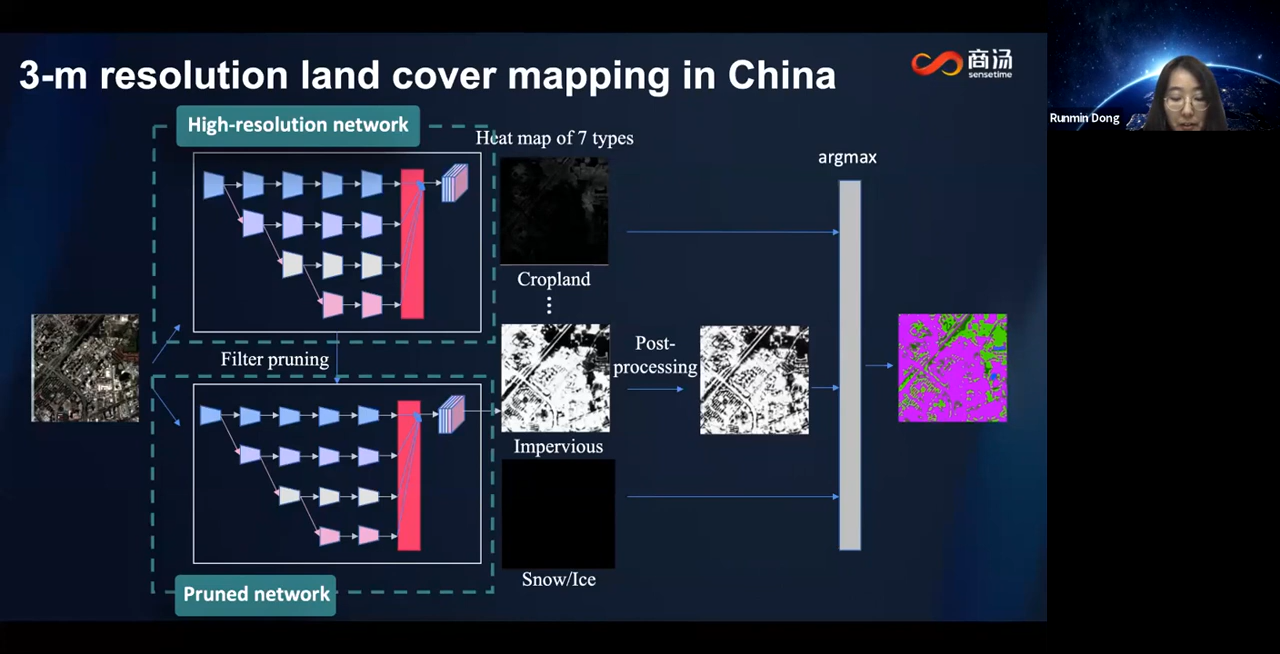 3-m resolution land cover mapping in China
商汤
sensetime
Runmin Dong
High-resolution network
Heat map of 7 types
argmax
Cropland
Filter pruning
Post-
processing
Impervious
Snow/Ice
Pruned network